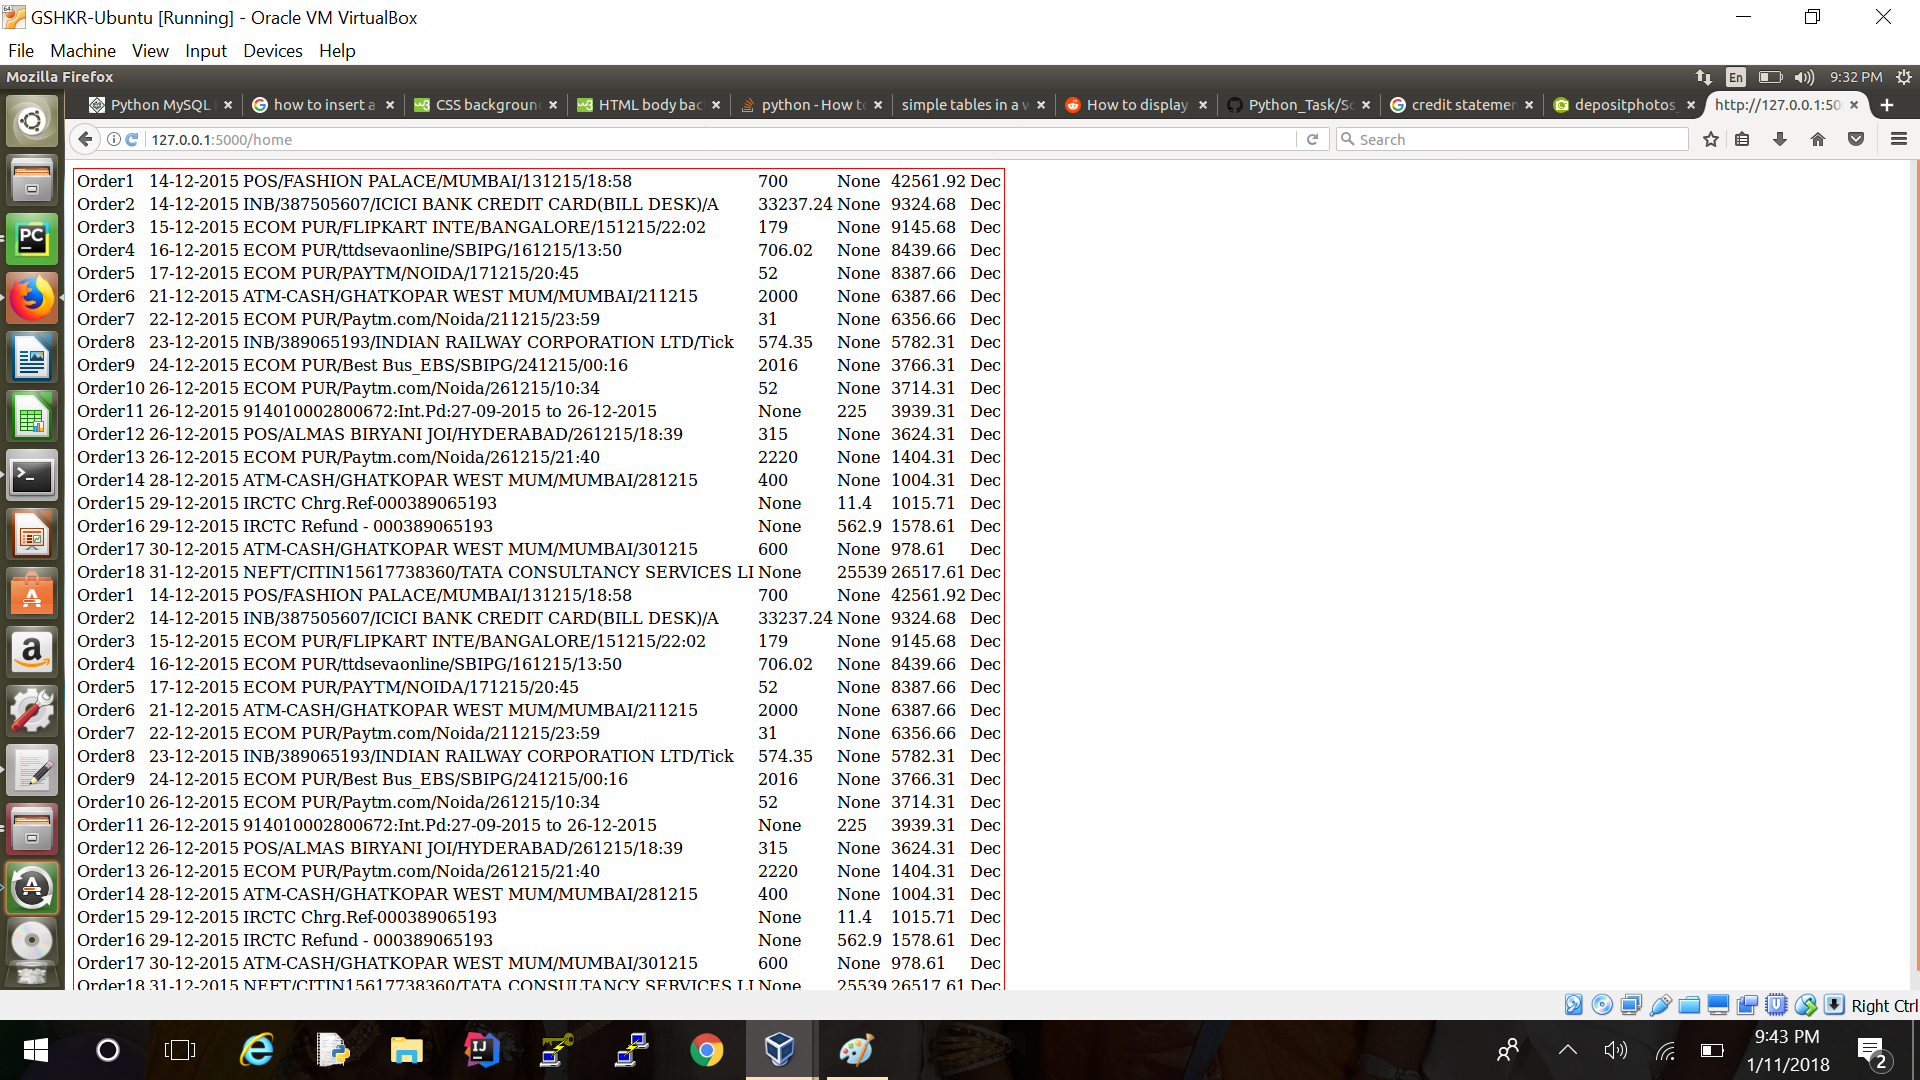 GSHKR-Ubuntu [Running] - Oracle VM VirtualBox
File Machine View Input Devices Help
Mozilla Firefox En 9:32 PM
Python MySQL how to insert a CSS backgroun HTML body bac python - How to simple tables in a w How to display Python_Task/Sc credit statemen depositphotos_ http://127.0.0.1:50
127.0.0.1:5000/home Search
Order1 14-12-2015 POS/FASHION PALACE/MUMBAI/131215/18:58 700 None 42561.92 Dec
Order2 14-12-2015 INB/387505607/ICICI BANK CREDIT CARD(BILL DESK)/A 33237.24 None 9324.68 Dec
Order3 15-12-2015 ECOM PUR/FLIPKART INTE/BANGALORE/151215/22:02 179 None 9145.68 Dec
Order4 16-12-2015 ECOM PUR/ttdsevaonline/SBIPG/161215/13:50 706.02 None 8439.66 Dec
Order5 17-12-2015 ECOM PUR/PAYTM/NOIDA/171215/20:45 52 None 8387.66 Dec
Order6 21-12-2015 ATM-CASH/GHATKOPAR WEST MUM/MUMBAI/211215 2000 None 6387.66 Dec
Order7 22-12-2015 ECOM PUR/Paytm.com/Noida/211215/23:59 31 None 6356.66 Dec
Order8 23-12-2015 INB/389065193/INDIAN RAILWAY CORPORATION LTD/Tick 574.35 None 5782.31 Dec
Order9 24-12-2015 ECOM PUR/Best Bus_EBS/SBIPG/241215/00:16 2016 None 3766.31 Dec
Order10 26-12-2015 ECOM PUR/Paytm.com/Noida/261215/10:34 52 None 3714.31 Dec
Order11 26-12-2015 914010002800672:Int.Pd:27-09-2015 to 26-12-2015 None 225 3939.31 Dec
Order12 26-12-2015 POS/ALMAS BIRYANI JOI/HYDERABAD/261215/18:39 315 None 3624.31 Dec
Order13 26-12-2015 ECOM PUR/Paytm.com/Noida/261215/21:40 2220 None 1404.31 Dec
Order14 28-12-2015 ATM-CASH/GHATKOPAR WEST MUM/MUMBAI/281215 400 None 1004.31 Dec
Order15 29-12-2015 IRCTC Chrg.Ref-000389065193 None 11.4 1015.71 Dec
Order16 29-12-2015 IRCTC Refund - 000389065193 None 562.9 1578.61 Dec
Order17 30-12-2015 ATM-CASH/GHATKOPAR WEST MUM/MUMBAI/301215 600 None 978.61 Dec
Order18 31-12-2015 NEFT/CITIN15617738360/TATA CONSULTANCY SERVICES LI None 25539 26517.61 Dec
Order1 14-12-2015 POS/FASHION PALACE/MUMBAI/131215/18:58 700 None 42561.92 Dec
Order2 14-12-2015 INB/387505607/ICICI BANK CREDIT CARD(BILL DESK)/A 33237.24 None 9324.68 Dec
Order3 15-12-2015 ECOM PUR/FLIPKART INTE/BANGALORE/151215/22:02 179 None 9145.68 Dec
Order4 16-12-2015 ECOM PUR/ttdsevaonline/SBIPG/161215/13:50 706.02 None 8439.66 Dec
Order5 17-12-2015 ECOM PUR/PAYTM/NOIDA/171215/20:45 52 None 8387.66 Dec
Order6 21-12-2015 ATM-CASH/GHATKOPAR WEST MUM/MUMBAI/211215 2000 None 6387.66 Dec
Order7 22-12-2015 ECOM PUR/Paytm.com/Noida/211215/23:59 31 None 6356.66 Dec
Order8 23-12-2015 INB/389065193/INDIAN RAILWAY CORPORATION LTD/Tick 574.35 None 5782.31 Dec
Order9 24-12-2015 ECOM PUR/Best Bus_EBS/SBIPG/241215/00:16 2016 None 3766.31 Dec
Order10 26-12-2015 ECOM PUR/Paytm.com/Noida/261215/10:34 52 None 3714.31 Dec
Order11 26-12-2015 914010002800672:Int.Pd:27-09-2015 to 26-12-2015 None 225 3939.31 Dec
Order12 26-12-2015 POS/ALMAS BIRYANI JOI/HYDERABAD/261215/18:39 315 None 3624.31 Dec
Order13 26-12-2015 ECOM PUR/Paytm.com/Noida/261215/21:40 2220 None 1404.31 Dec
Order14 28-12-2015 ATM-CASH/GHATKOPAR WEST MUM/MUMBAI/281215 400 None 1004.31 Dec
Order15 29-12-2015 IRCTC Chrg.Ref-000389065193 None 11.4 1015.71 Dec
Order16 29-12-2015 IRCTC Refund - 000389065193 None 562.9 1578.61 Dec
Order17 30-12-2015 ATM-CASH/GHATKOPAR WEST MUM/MUMBAI/301215 600 None 978.61 Dec
Order18 31-12-2015 NEFT/CITIN15617738360/TATA CONSULTANCY SERVICES LI None 25539 26517.61 Dec
Right Ctrl
9:43 PM
1/11/2018
2